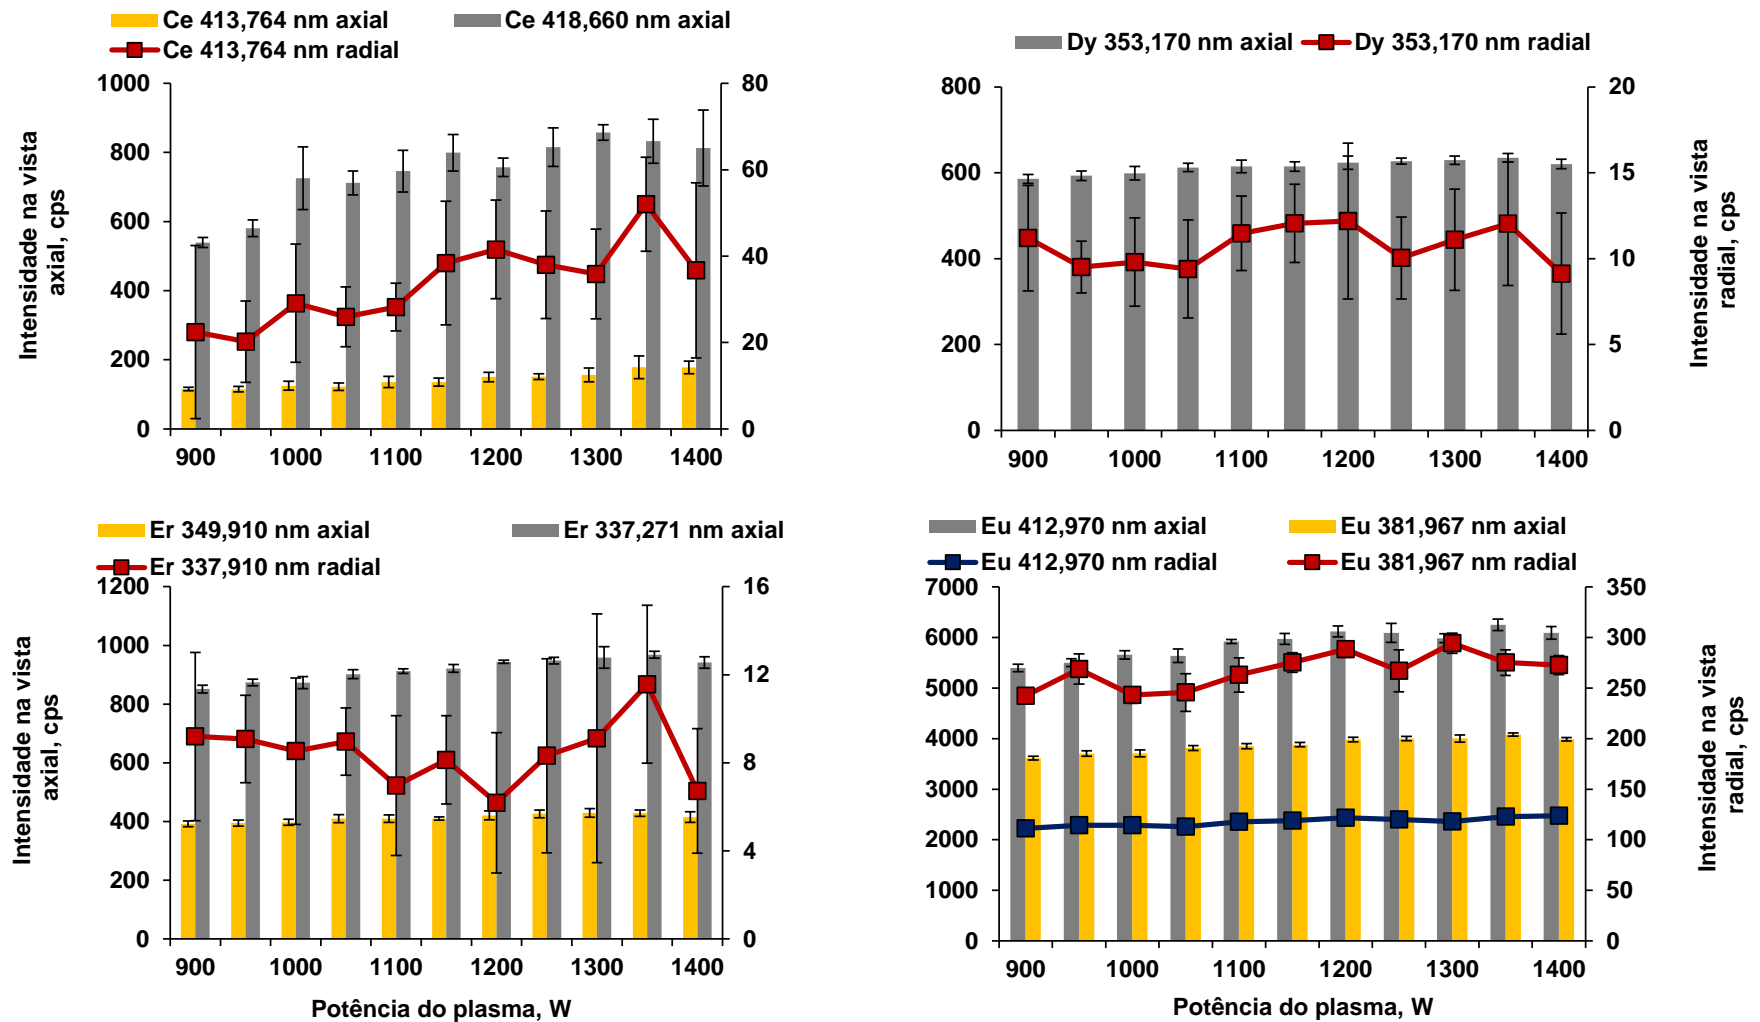 Ce 413,764 nm axial
Ce 418,660 nm axial
Ce 413,764 nm radial
Intensidade na vista
axial, cps
1000
800
600
400
200
0
80
60
40
20
0
900 1000 1100 1200 1300 1400
Dy 353,170 nm axial
Dy 353,170 nm radial
800
600
400
200
0
20
15
10
5
0
Intensidade na vista
radial, cps
900 1000 1100 1200 1300 1400
Er 349,910 nm axial
Er 337,271 nm axial
Er 337,910 nm radial
Intensidade na vista
axial, cps
1200
1000
800
600
400
200
0
16
12
8
4
0
900 1000 1100 1200 1300 1400
Potência do plasma, W
Eu 412,970 nm axial
Eu 381,967 nm axial
Eu 412,970 nm radial
Eu 381,967 nm radial
7000
6000
5000
4000
3000
2000
1000
0
350
300
250
200
150
100
50
0
Intensidade na vista
radial, cps
900 1000 1100 1200 1300 1400
Potência do plasma, W